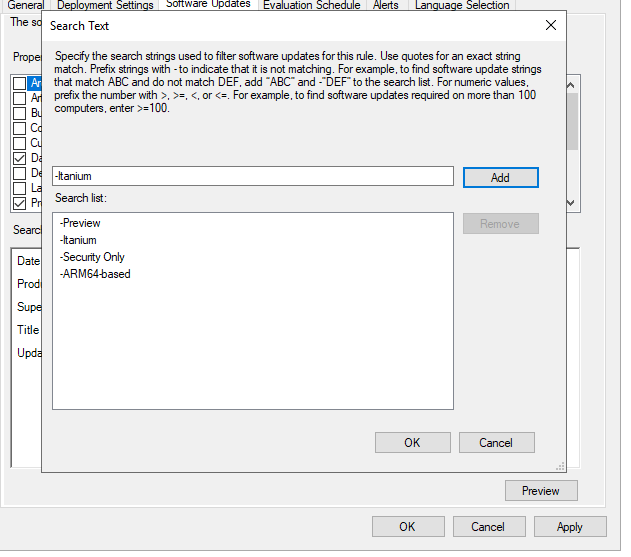 General
Deployment Settings
Software Updates
Evaluation Schedule
Alerts
Language Selection
The so
Search Text
Specify the search strings used to filter software updates for this rule. Use quotes for an exact string
match. Prefix strings with - to indicate that it is not matching. For example, to find software update strings
that match ABC and do not match DEF, add "ABC" and -"DEF" to the search list. For numeric values,
prefix the number with >, >=, <, or <=. For example, to find software updates required on more than 100
computers, enter >=100.
Proper
Ar
Ar
Bu
Co
Cu
Da
De
La
Pr
-Itanium
Add
Search list:
Remove
-Preview
-Itanium
-Security Only
-ARM64-based
Search
Date
Produ
Supe
Title
Upda
OK
Cancel
Preview
OK
Cancel
Apply